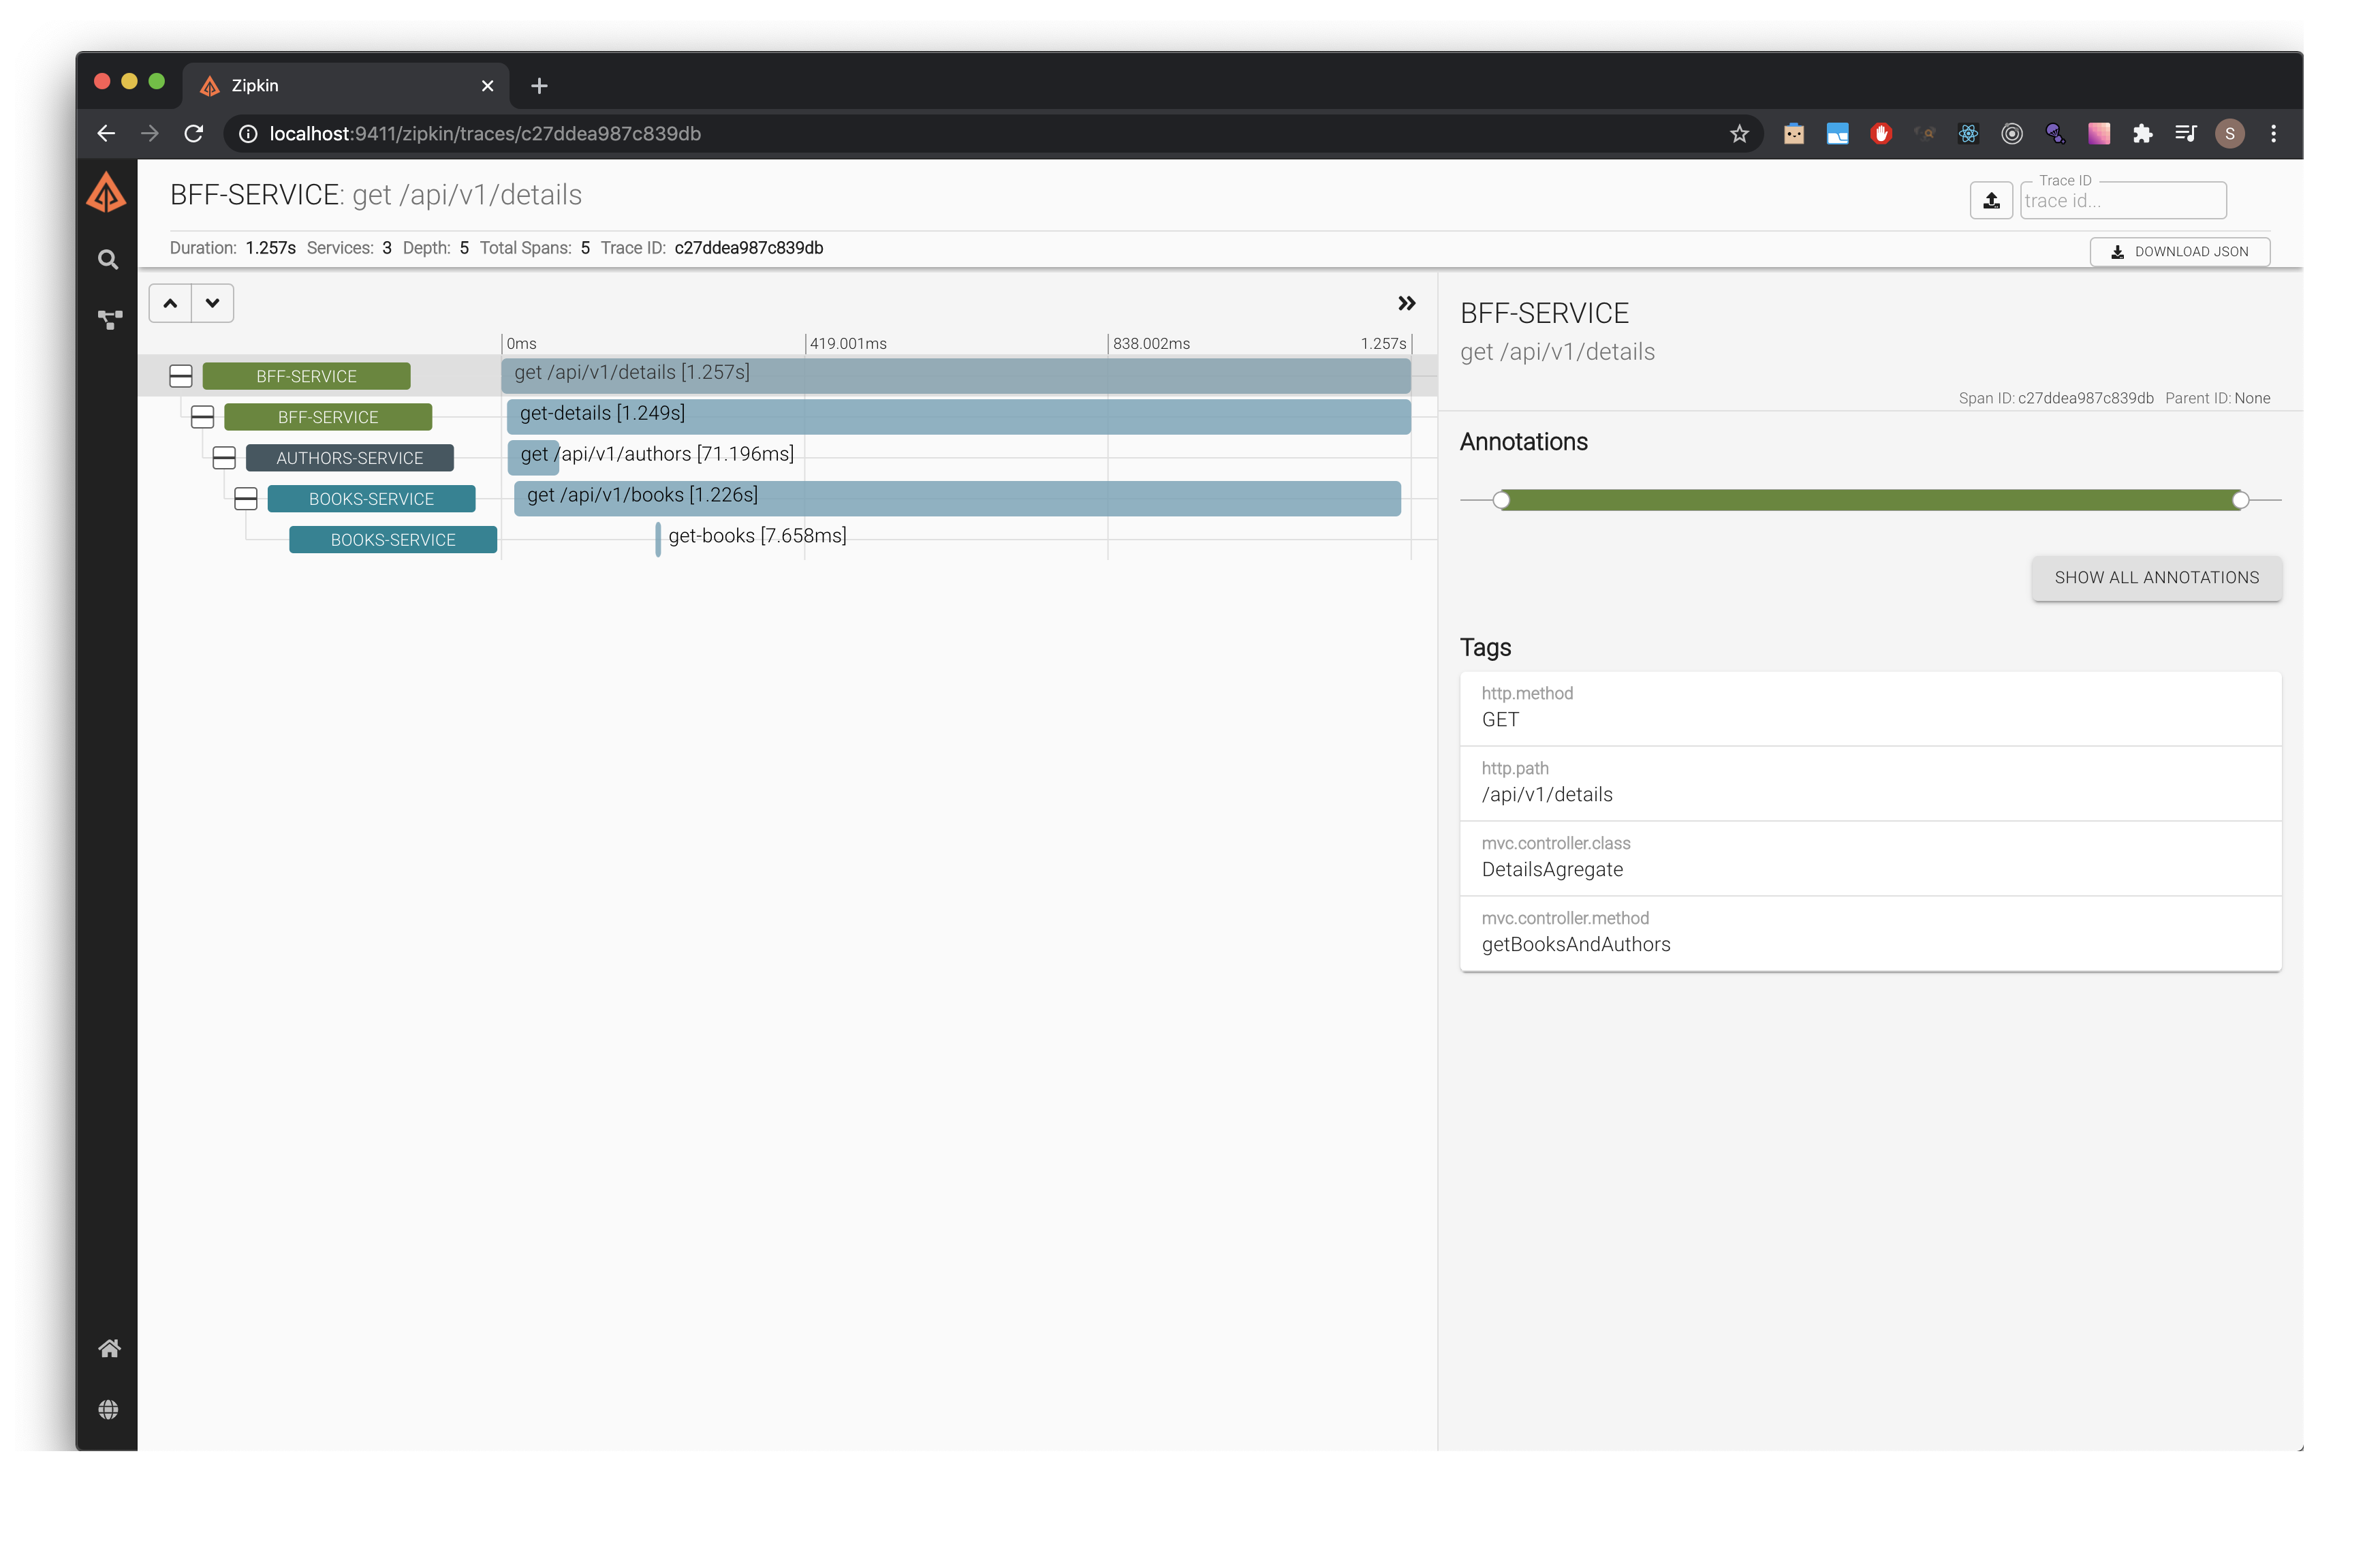 Zipkin
localhost:9411/zipkin/traces/c27ddea987c839db
S
BFF-SERVICE: get /api/v1/details
Trace ID
trace id...
Duration: 1.257s Services: 3 Depth: 5 Total Spans: 5 Trace ID: c27ddea987c839db
DOWNLOAD JSON
0ms 419.001ms 838.002ms 1.257s
BFF-SERVICE get /api/v1/details [1.257s]
BFF-SERVICE get-details [1.249s]
AUTHORS-SERVICE get /api/v1/authors [71.196ms]
BOOKS-SERVICE get /api/v1/books [1.226s]
BOOKS-SERVICE get-books [7.658ms]
BFF-SERVICE
get /api/v1/details
Span ID: c27ddea987c839db Parent ID: None
Annotations
SHOW ALL ANNOTATIONS
Tags
http.method
GET
http.path
/api/v1/details
mvc.controller.class
DetailsAgregate
mvc.controller.method
getBooksAndAuthors